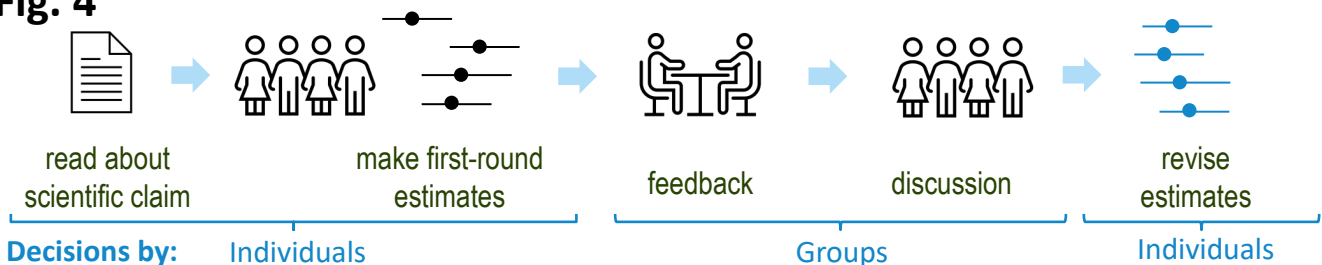 Fig. 4
read about
scientific claim
make first-round
estimates
feedback
discussion
revise
estimates
Decisions by:
Individuals
Groups
Individuals